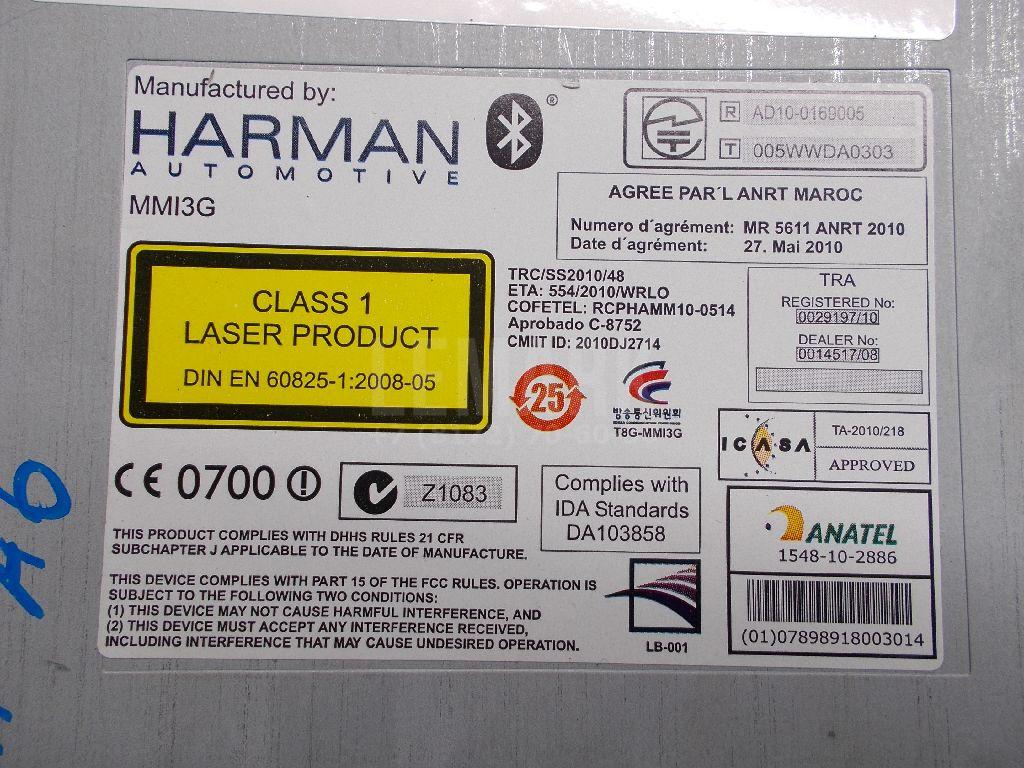 Manufactured by:
HARMAN
AUTOMOTIVE
MMI3G
®
R AD10-0169005
T 005WWDA0303
AGREE PAR´L ANRT MAROC
Numero d´agrément: MR 5611 ANRT 2010
Date d´agrément: 27. Mai 2010
CLASS 1
LASER PRODUCT
DIN EN 60825-1:2008-05
TRC/SS2010/48
ETA: 554/2010/WRLO
COFETEL: RCPHAMM10-0514
Aprobado C-8752
CMIIT ID: 2010DJ2714
TRA
REGISTERED No:
0029197/10
DEALER No:
0014517/08
25
방송통신위원회
T8G-MMI3G
ICASA
TA-2010/218
APPROVED
CE 0700
Z1083
Complies with
IDA Standards
DA103858
ANATEL
1548-10-2886
(01)07898918003014
THIS PRODUCT COMPLIES WITH DHHS RULES 21 CFR
SUBCHAPTER J APPLICABLE TO THE DATE OF MANUFACTURE.
THIS DEVICE COMPLIES WITH PART 15 OF THE FCC RULES. OPERATION IS
SUBJECT TO THE FOLLOWING TWO CONDITIONS:
(1) THIS DEVICE MAY NOT CAUSE HARMFUL INTERFERENCE, AND
(2) THIS DEVICE MUST ACCEPT ANY INTERFERENCE RECEIVED,
INCLUDING INTERFERENCE THAT MAY CAUSE UNDESIRED OPERATION.
LB-001